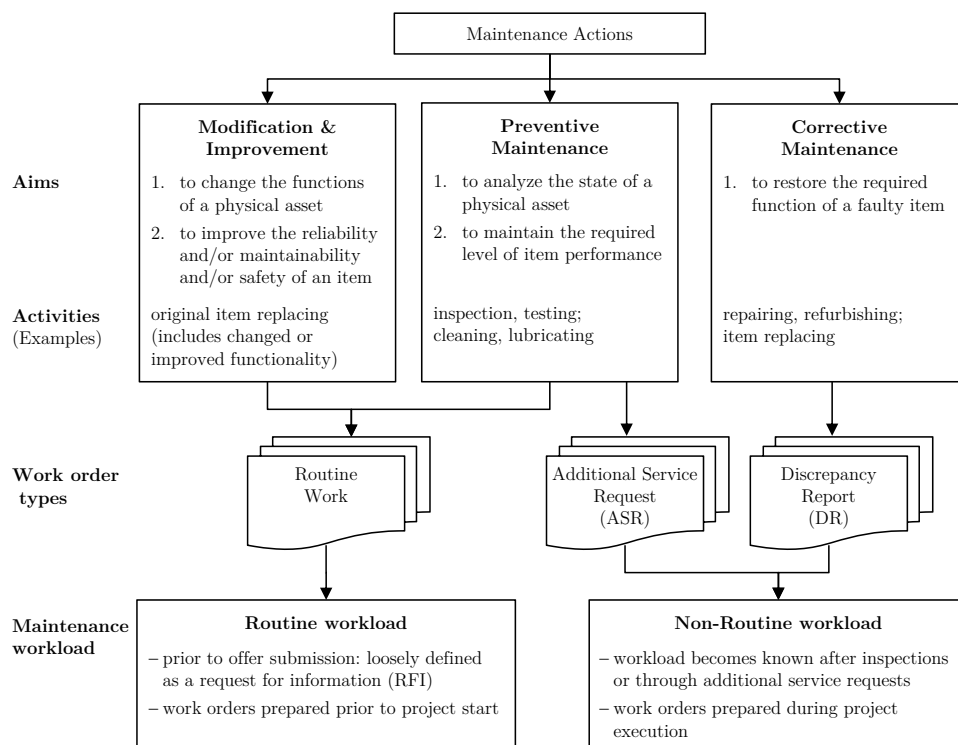 Maintenance Actions
Modification &
Improvement
Preventive
Maintenance
Corrective
Maintenance
Aims
1. to change the functions
of a physical asset
2. to improve the reliability
and/or maintainability
and/or safety of an item
1. to analyze the state of a
physical asset
2. to maintain the required
level of item performance
1. to restore the required
function of a faulty item
Activities
(Examples)
original item replacing
(includes changed or
improved functionality)
inspection, testing;
cleaning, lubricating
repairing, refurbishing;
item replacing
Work order
types
Routine
Work
Additional Service
Request
(ASR)
Discrepancy
Report
(DR)
Maintenance
workload
Routine workload
– prior to offer submission: loosely defined
as a request for information (RFI)
– work orders prepared prior to project start
Non-Routine workload
– workload becomes known after inspections
or through additional service requests
– work orders prepared during project
execution